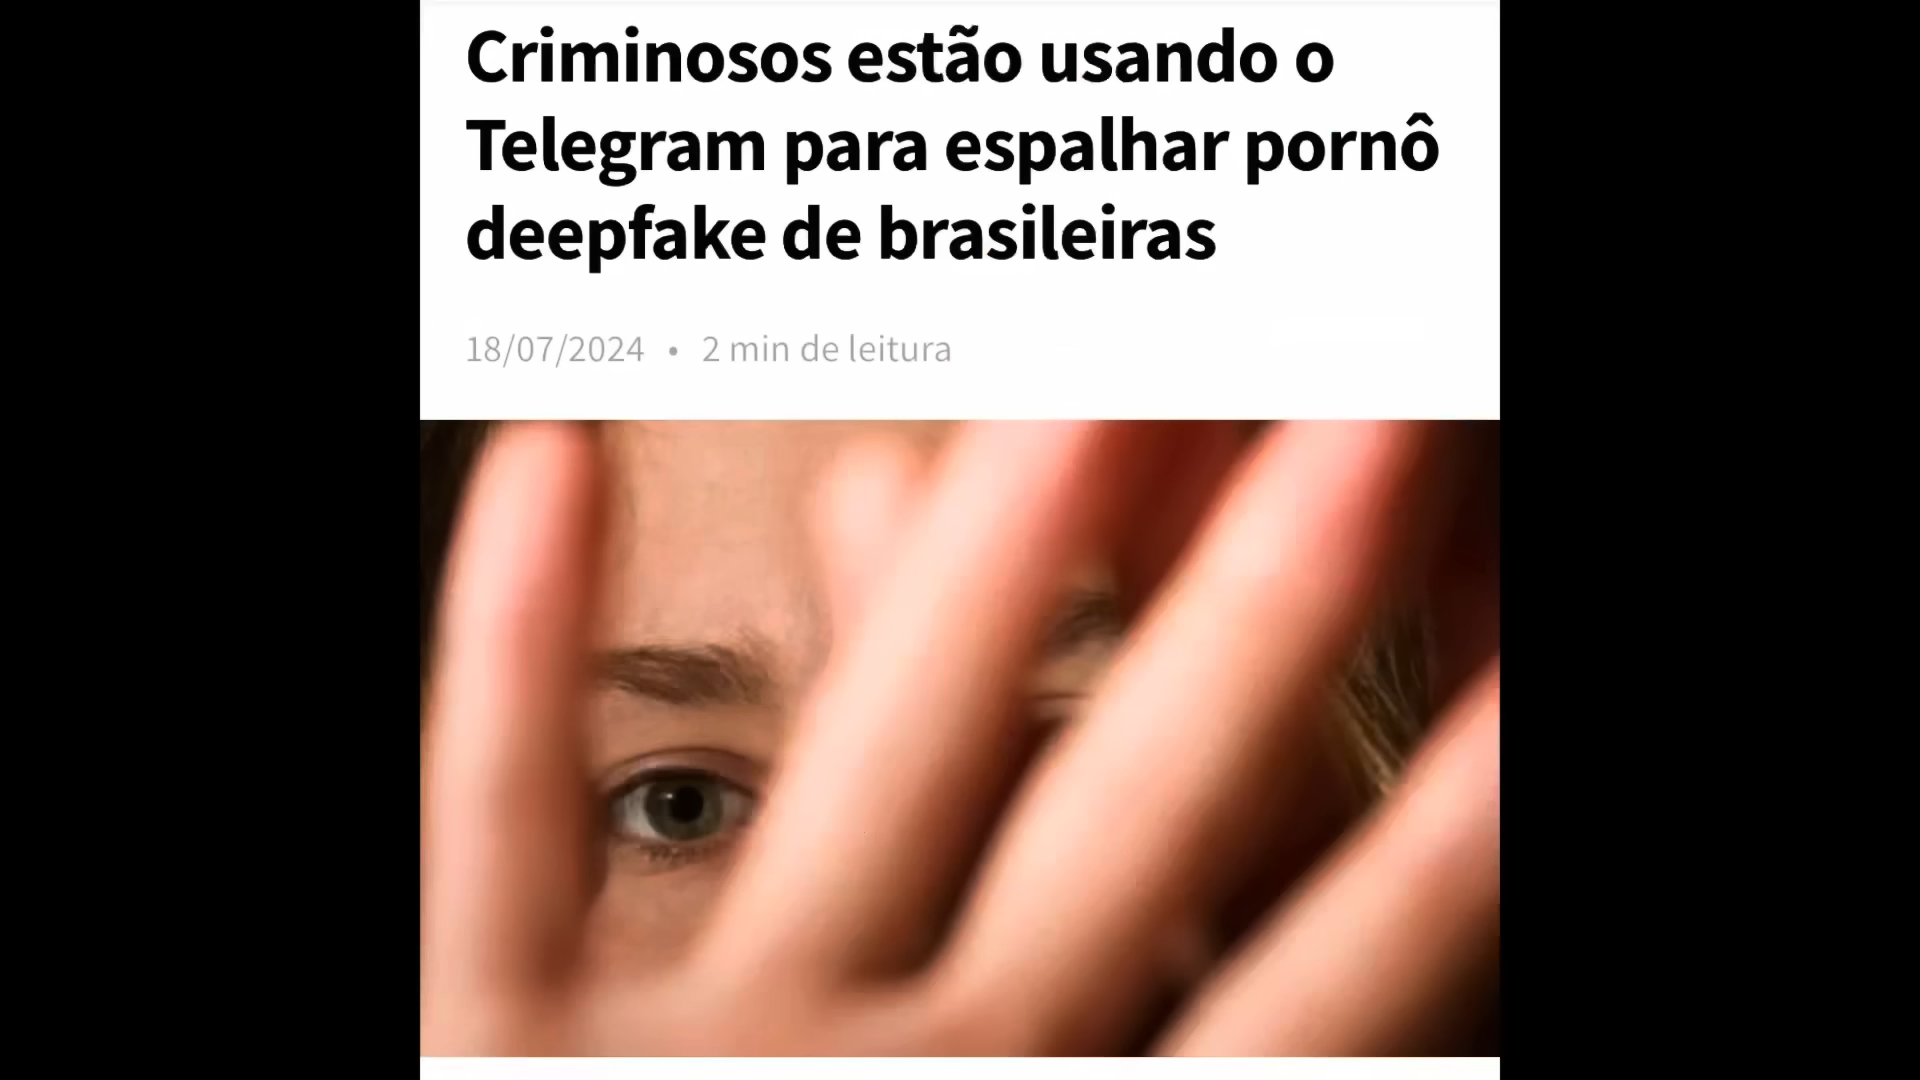 Criminosos estão usando o
Telegram para espalhar pornô
deepfake de brasileiras
18/07/2024 • 2 min de leitura